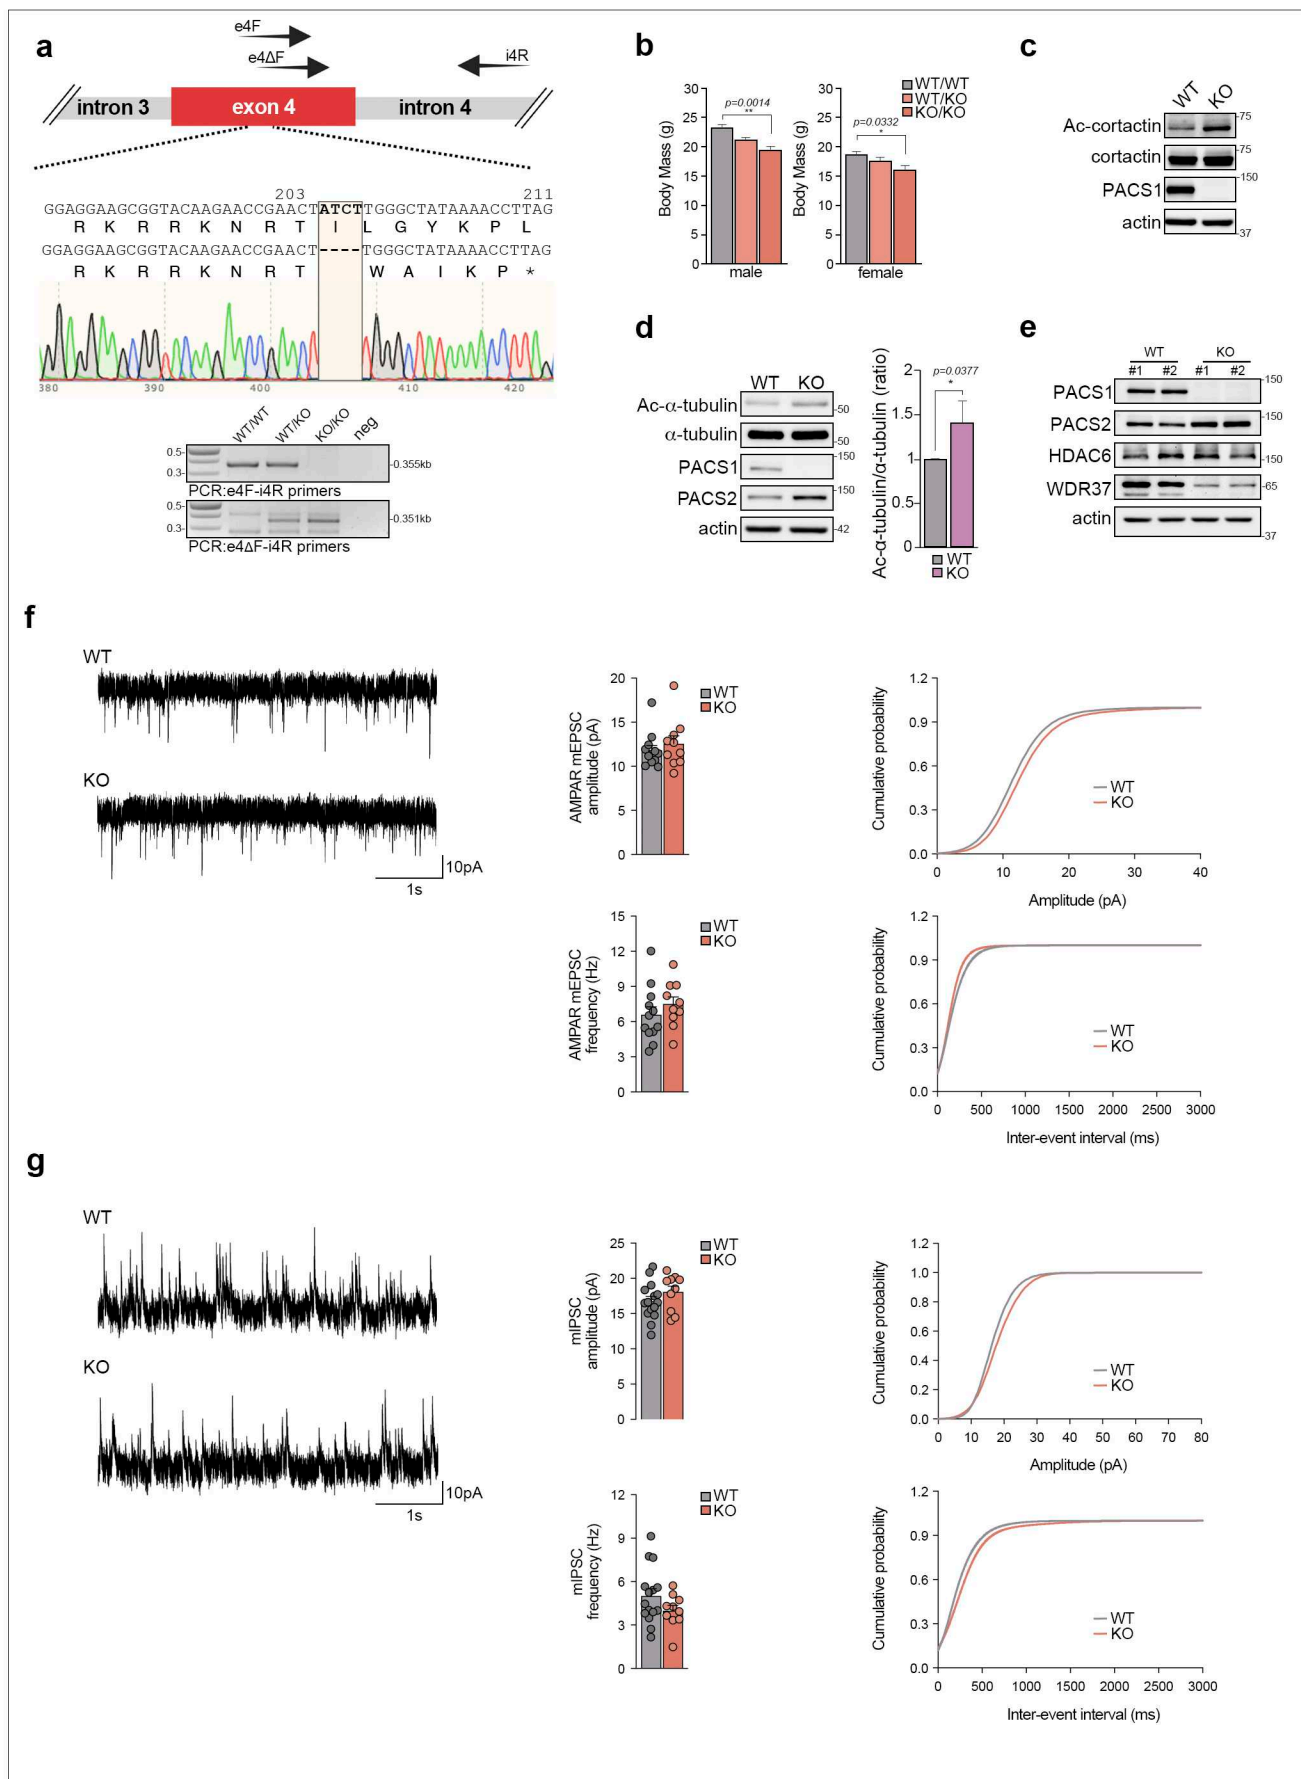 a
e4F
e4ΔF
i4R
intron 3
exon 4
intron 4
203
211
GGAGGAAGCGGTACAAGAACCGAACTATCTTGGGCTATAAAACCTTAG
R K R R K N R T I L G Y K P L
GGAGGAAGCGGTACAAGAACCGAACT----TGGGCTATAAAACCTTAG
R K R R K N R T W A I K P *
380 390 400 410 420
WT/WT WT/KO KO/KO neg
0.5-
0.3-
-0.355kb
PCR:e4F-i4R primers
0.5-
0.3-
-0.351kb
PCR:e4ΔF-i4R primers
b
WT/WT
WT/KO
KO/KO
Body Mass (g)
30
25
20
15
10
5
0
p=0.0014
**
male
Body Mass (g)
30
25
20
15
10
5
0
p=0.0332
*
female
c
WT KO
Ac-cortactin
-75
cortactin
-75
PACS1
-150
actin
-37
d
WT KO
Ac-α-tubulin
-50
α-tubulin
-50
PACS1
-150
PACS2
-150
actin
-42
Ac-α-tubulin/α-tubulin (ratio)
2
1.5
1
0.5
0
p=0.0377
*
WT
KO
e
WT KO
#1 #2 #1 #2
PACS1
-150
PACS2
-150
HDAC6
-150
WDR37
-65
actin
-37
f
WT
KO
10pA
1s
AMPAR mEPSC
amplitude (pA)
20
15
10
5
0
WT
KO
Cumulative probability
1.2
0.9
0.6
0.3
0.0
WT
KO
0 10 20 30 40
Amplitude (pA)
AMPAR mEPSC
frequency (Hz)
15
12
9
6
3
0
WT
KO
Cumulative probability
1.2
0.9
0.6
0.3
0.0
WT
KO
0 500 1000 1500 2000 2500 3000
Inter-event interval (ms)
g
WT
KO
10pA
1s
mIPSC
amplitude (pA)
25
20
15
10
5
0
WT
KO
Cumulative probability
1.2
1.0
0.8
0.6
0.4
0.2
0.0
WT
KO
0 10 20 30 40 50 60 70 80
Amplitude (pA)
mIPSC
frequency (Hz)
12
9
6
3
0
WT
KO
Cumulative probability
1.2
0.9
0.6
0.3
0.0
WT
KO
0 500 1000 1500 2000 2500 3000
Inter-event interval (ms)